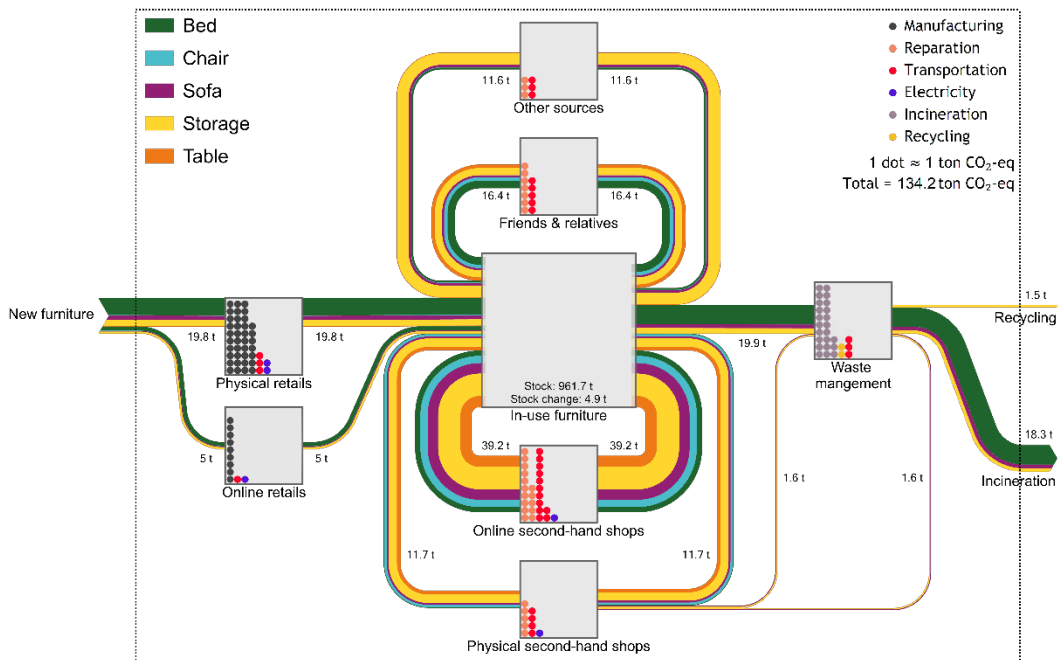 Bed
Chair
Sofa
Storage
Table
Manufacturing
Reparation
Transportation
Electricity
Incineration
Recycling
1 dot ≈ 1 ton CO₂-eq
Total = 134.2 ton CO₂-eq
11.6 t
11.6 t
Other sources
16.4 t
16.4 t
Friends & relatives
New furniture
19.8 t
19.8 t
Physical retails
5 t
5 t
Online retails
Stock: 961.7 t
Stock change: 4.9 t
In-use furniture
19.9 t
Waste
mangement
1.5 t
Recycling
18.3 t
Incineration
39.2 t
39.2 t
Online second-hand shops
1.6 t
1.6 t
11.7 t
11.7 t
Physical second-hand shops